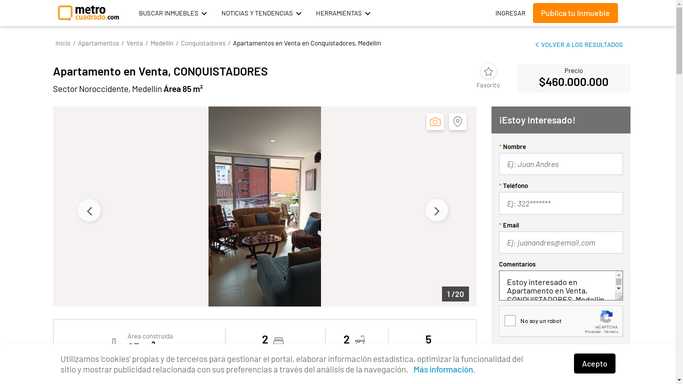 metro
cuadrado.com
BUSCAR INMUEBLES
NOTICIAS Y TENDENCIAS
HERRAMIENTAS
INGRESAR
Publica tu Inmueble
Inicio / Apartamentos / Venta / Medellín / Conquistadores / Apartamentos en Venta en Conquistadores, Medellín
VOLVER A LOS RESULTADOS
Apartamento en Venta, CONQUISTADORES
Sector Noroccidente, Medellín Área 85 m²
Favorito
Precio
$460.000.000
¡Estoy Interesado!
* Nombre
Ej: Juan Andres
* Teléfono
Ej: 322*******
* Email
Ej: juanandres@email.com
Comentarios
Estoy interesado en
Apartamento en Venta,
CONQUISTADORES, Medellín
1 / 20
No soy un robot
reCAPTCHA
Privacidad - Términos
Área construida
2
2
5
Utilizamos 'cookies' propias y de terceros para gestionar el portal, elaborar información estadística, optimizar la funcionalidad del
sitio y mostrar publicidad relacionada con sus preferencias a través del análisis de la navegación. Más información.
Acepto